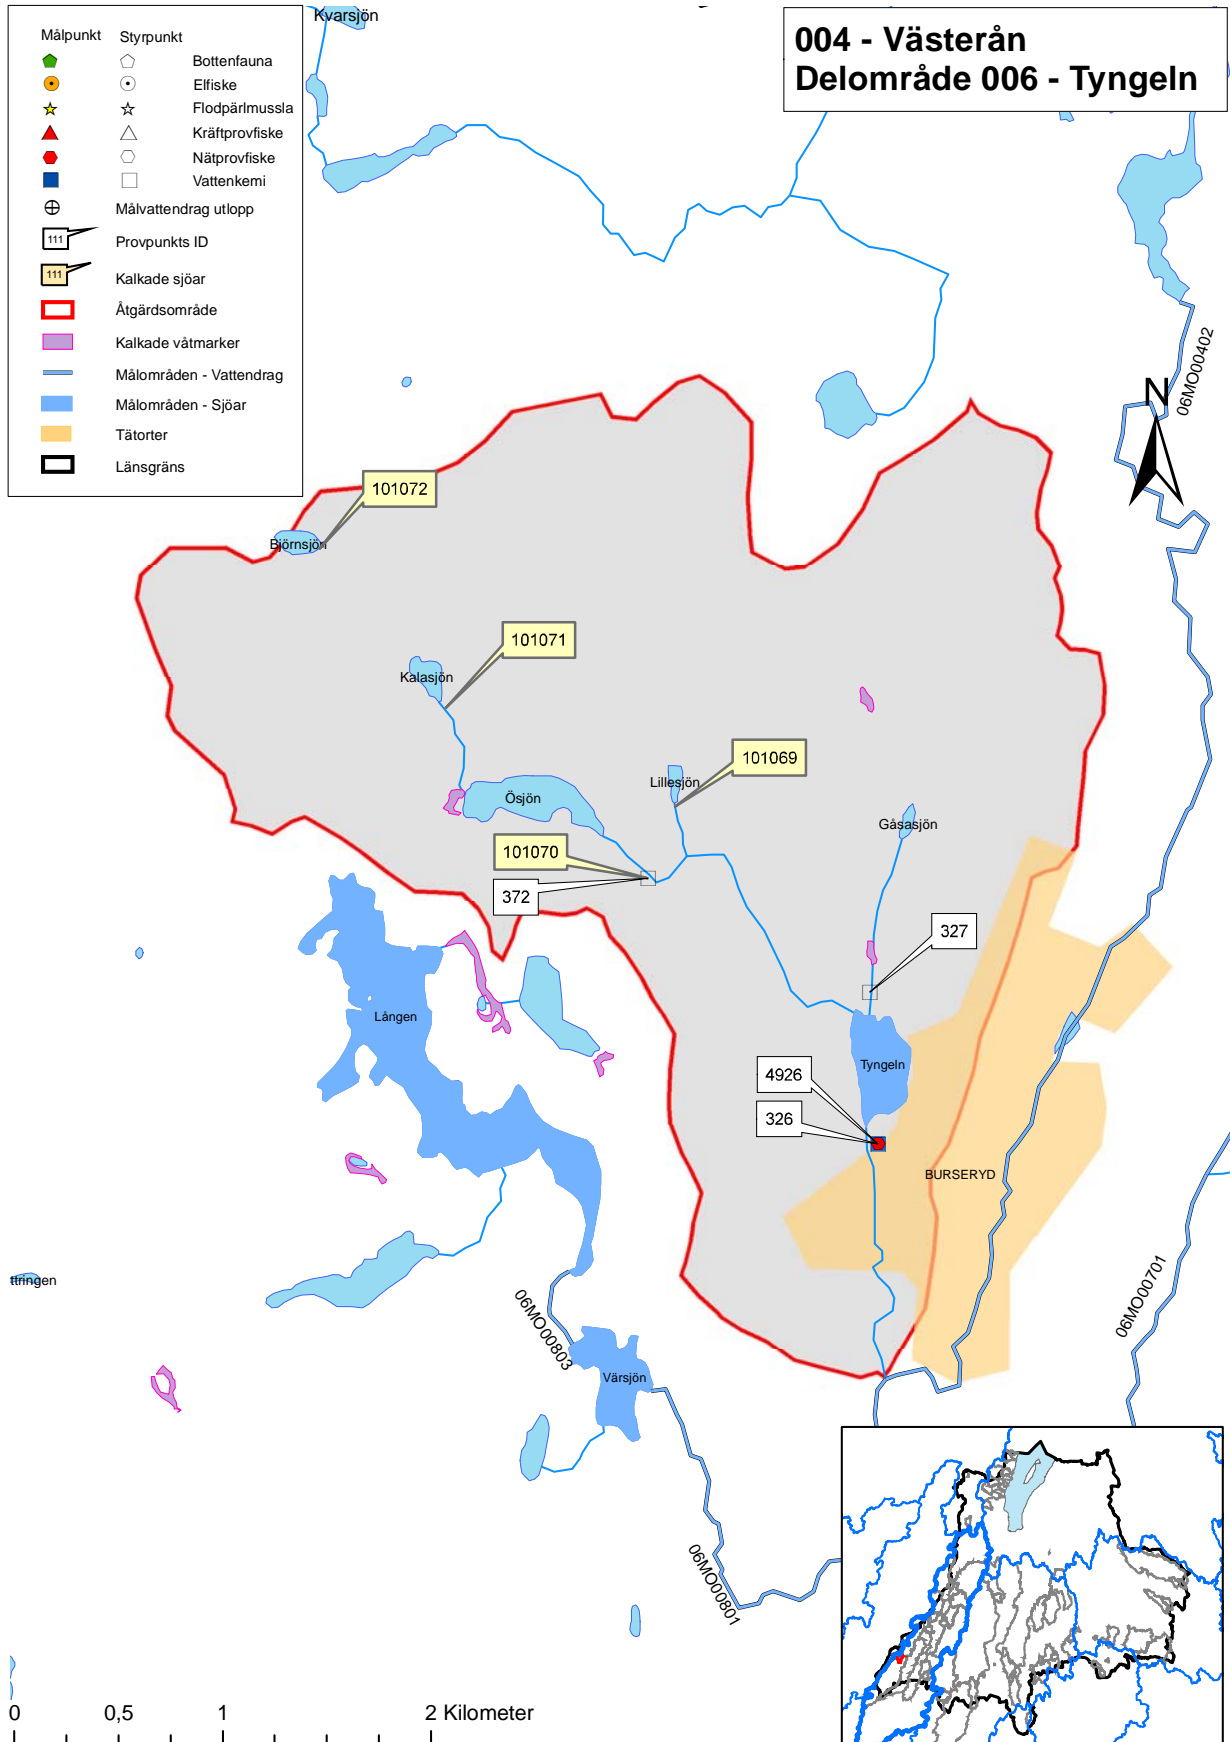 Kvarsjön
004 - Västerån
Delområde 006 - Tyngeln
Målpunkt Styrpunkt
Bottenfauna
Elfiske
Flodpärlmussla
Kräftprovfiske
Nätprovfiske
Vattenkemi
Målvattendrag utlopp
111 Provpunkts ID
111 Kalkade sjöar
Åtgärdsområde
Kalkade våtmarker
Målområden - Vattendrag
Målområden - Sjöar
Tätorter
Länsgräns
06MO00402
N
101072
Björnsjön
101071
Kalasjön
101069
Lillesjön
Ösjön
Gåsasjön
101070
372
327
Lången
Tyngeln
4926
326
BURSERYD
ttringen
06MO00803
06MO00701
Värsjön
06MO00801
0 0,5 1 2 Kilometer